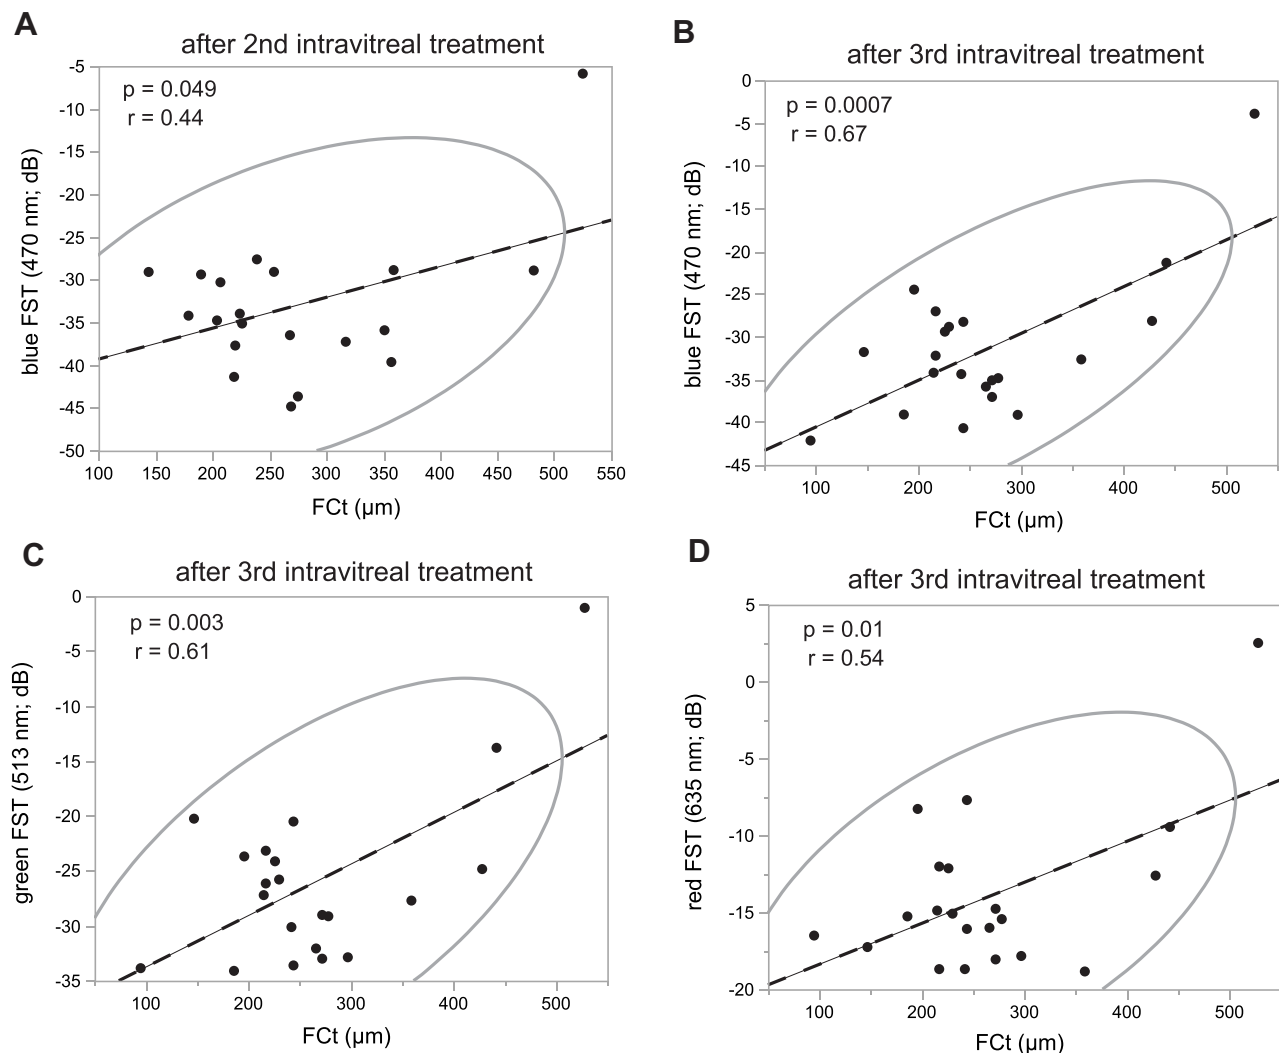 A
after 2nd intravitreal treatment
p = 0.049
r = 0.44
blue FST (470 nm; dB)
-5
-10
-15
-20
-25
-30
-35
-40
-45
-50
100 150 200 250 300 350 400 450 500 550
FCt (µm)
B
after 3rd intravitreal treatment
p = 0.0007
r = 0.67
blue FST (470 nm; dB)
0
-5
-10
-15
-20
-25
-30
-35
-40
-45
100 200 300 400 500
FCt (µm)
C
after 3rd intravitreal treatment
p = 0.003
r = 0.61
green FST (513 nm; dB)
0
-5
-10
-15
-20
-25
-30
-35
100 200 300 400 500
FCt (µm)
D
after 3rd intravitreal treatment
p = 0.01
r = 0.54
red FST (635 nm; dB)
5
0
-5
-10
-15
-20
100 200 300 400 500
FCt (µm)